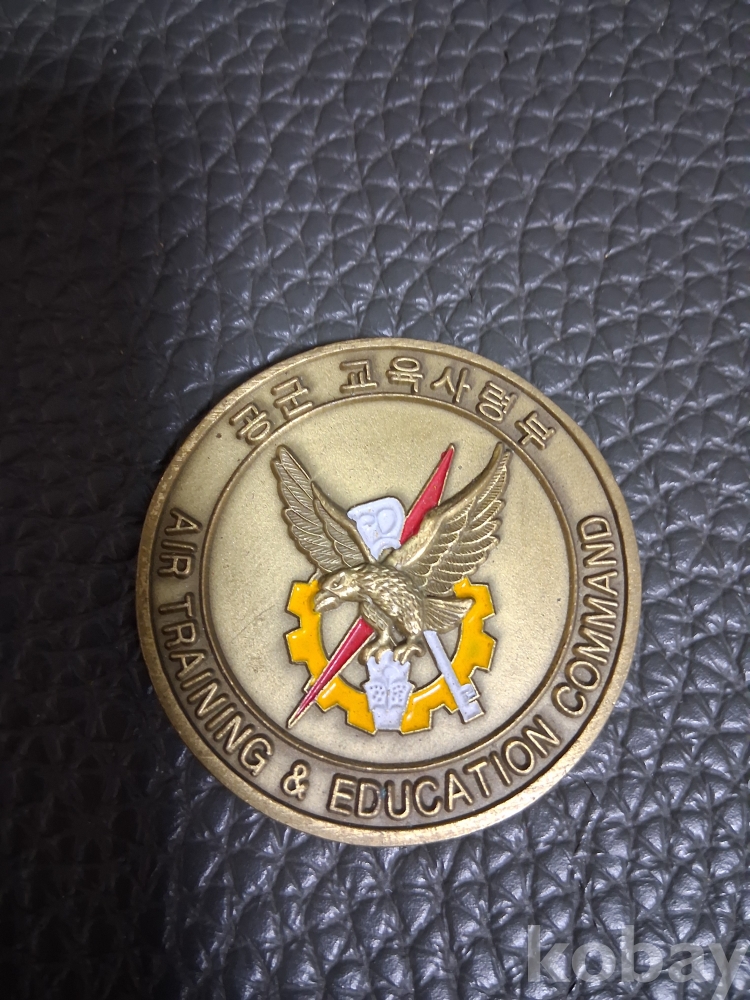 공군 교육사령부
AIR TRAINING & EDUCATION COMMAND
kobay